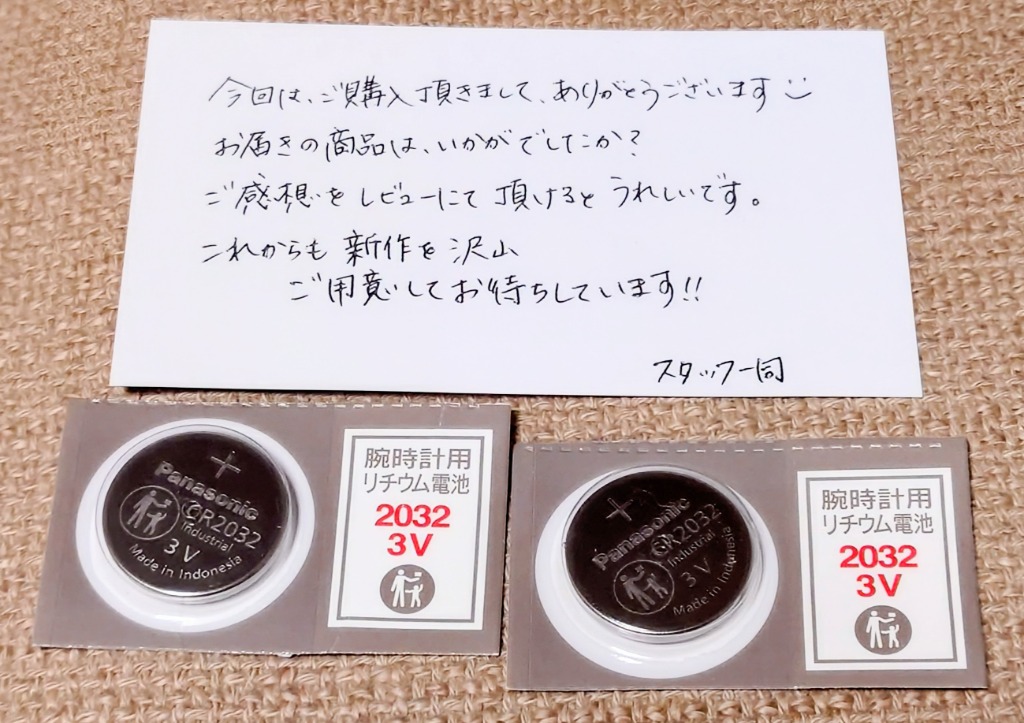 今回は、ご購入頂きまして、ありがとうございます
お届きの商品は、いかがでしたか?
ご感想をレビューにて頂けるとうれしいです。
これからも新作を沢山
ご用意してお待ちしています!!
スタッフ一同
+
Panasonic
CR2032
Industrial
3V
Made in Indonesia
腕時計用
リチウム電池
2032
3V
+
Panasonic
CR2032
Industrial
3V
Made in Indonesia
腕時計用
リチウム電池
2032
3V